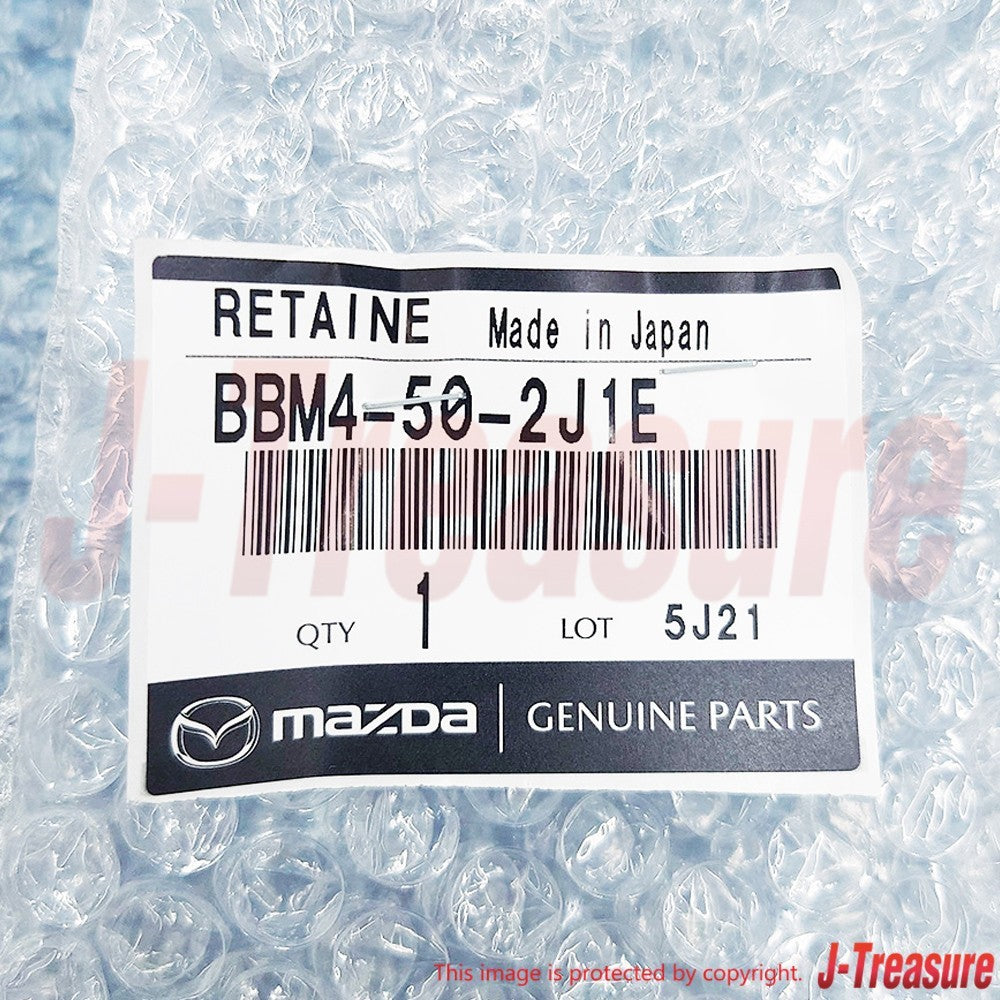 RETAINE Made in Japan
BBM4-50-2J1E
J-Treasure
QTY 1 LOT 5J21
mazda GENUINE PARTS
This image is protected by copyright. J-Treasure